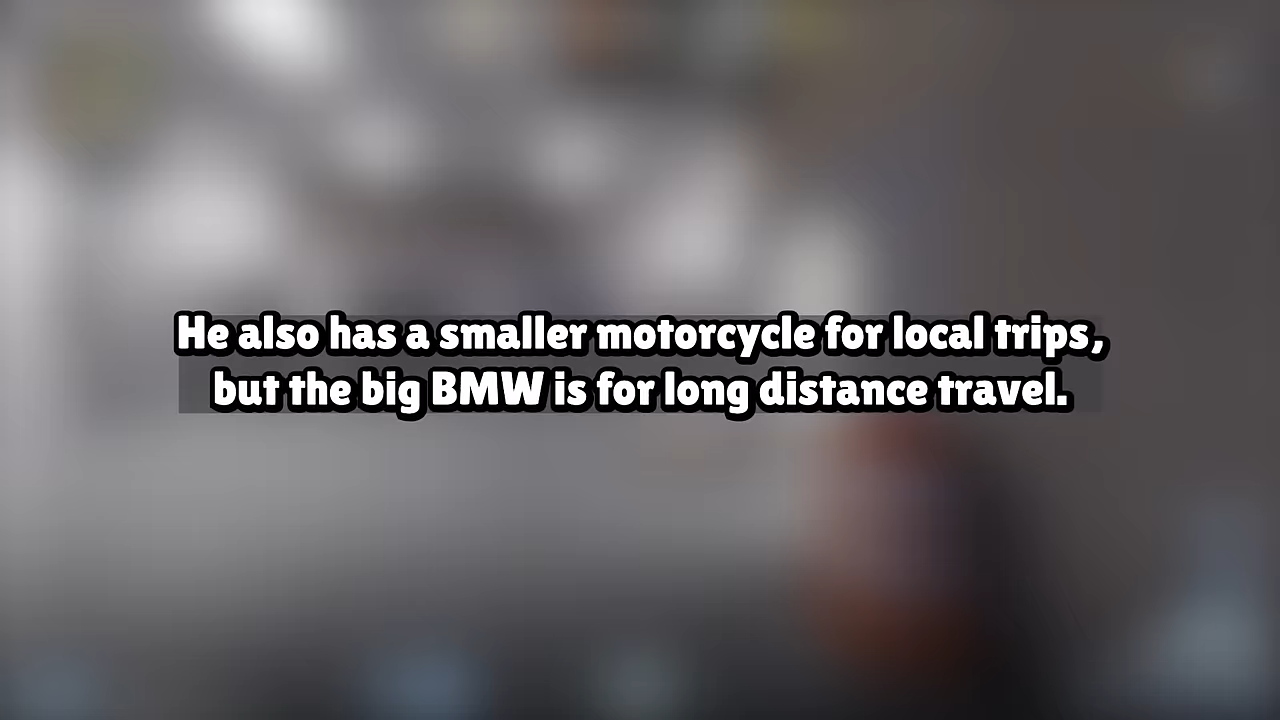 He also has a smaller motorcycle for local trips,
but the big BMW is for long distance travel.